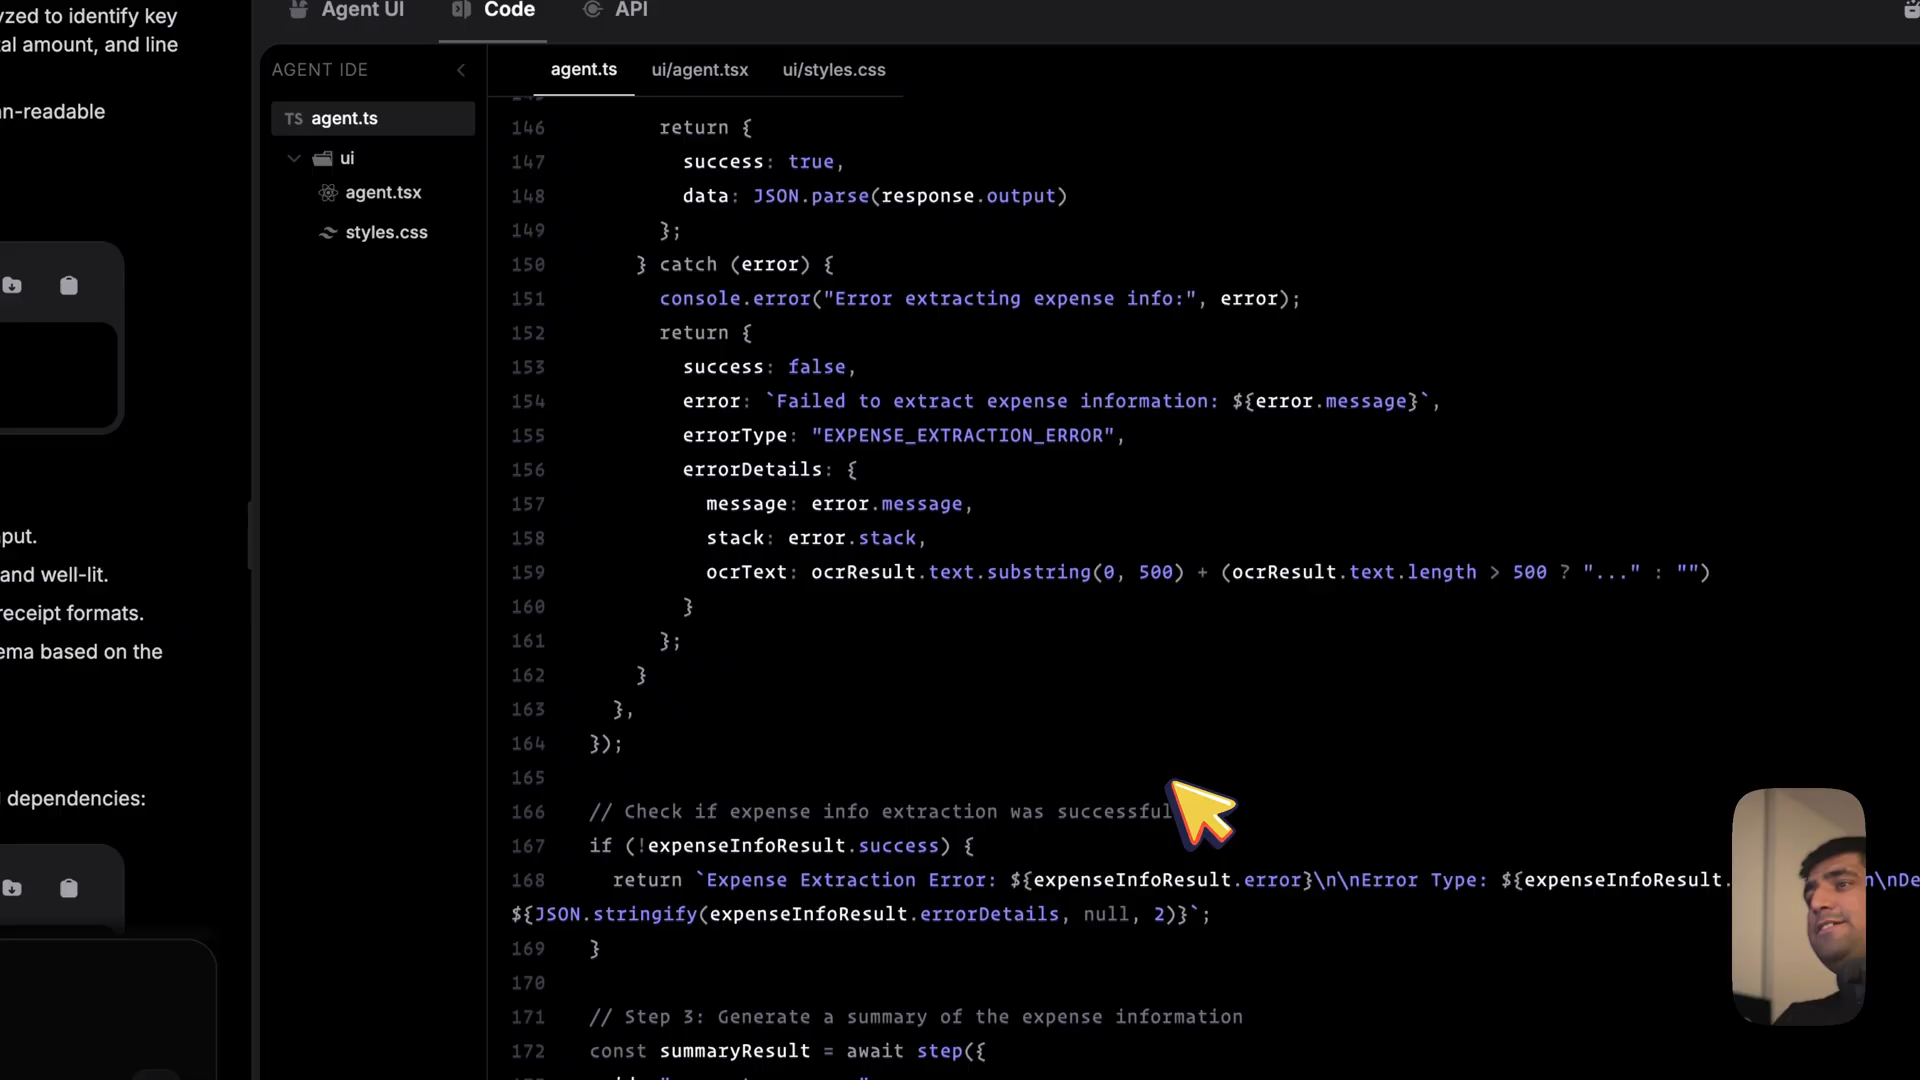 yzed to identify key
tal amount, and line
an-readable
put.
and well-lit.
receipt formats.
ema based on the
dependencies:
Agent UI
Code
API
AGENT IDE
TS agent.ts
ui
agent.tsx
styles.css
agent.ts
ui/agent.tsx
ui/styles.css
146 return {
147 success: true,
148 data: JSON.parse(response.output)
149 };
150 } catch (error) {
151 console.error("Error extracting expense info:", error);
152 return {
153 success: false,
154 error: `Failed to extract expense information: ${error.message}`,
155 errorType: "EXPENSE_EXTRACTION_ERROR",
156 errorDetails: {
157 message: error.message,
158 stack: error.stack,
159 ocrText: ocrResult.text.substring(0, 500) + (ocrResult.text.length > 500 ? "..." : "")
160 }
161 };
162 }
163 },
164 });
165
166 // Check if expense info extraction was successful
167 if (!expenseInfoResult.success) {
168 return `Expense Extraction Error: ${expenseInfoResult.error}\n\nError Type: ${expenseInfoResult. n\nDe
${JSON.stringify(expenseInfoResult.errorDetails, null, 2)}`;
169 }
170
171 // Step 3: Generate a summary of the expense information
172 const summaryResult = await step({